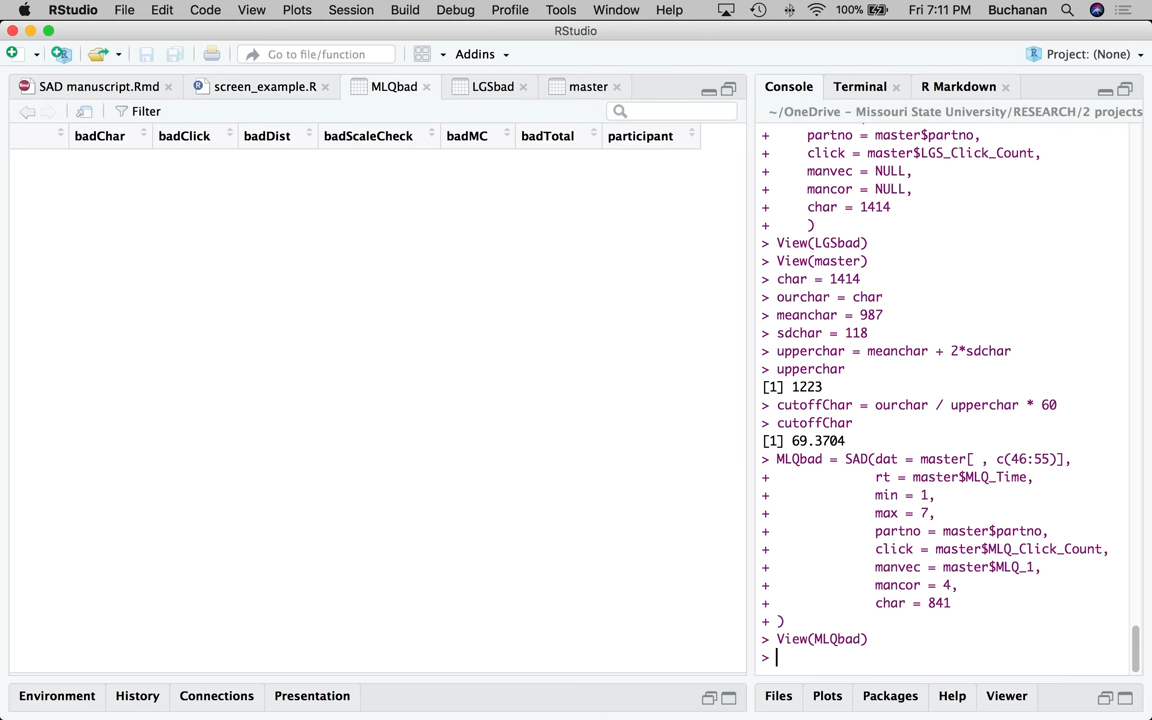 RStudio File Edit Code View Plots Session Build Debug Profile Tools Window Help 100% Fri 7:11 PM Buchanan
RStudio
Go to file/function Addins Project: (None)
SAD manuscript.Rmd screen_example.R MLQbad LGSbad master
Filter
badChar badClick badDist badScaleCheck badMC badTotal participant
Console Terminal R Markdown
~/OneDrive - Missouri State University/RESEARCH/2 projects
+ partno = master$partno,
+ click = master$LGS_Click_Count,
+ manvec = NULL,
+ mancor = NULL,
+ char = 1414
+ )
> View(LGSbad)
> View(master)
> char = 1414
> ourchar = char
> meanchar = 987
> sdchar = 118
> upperchar = meanchar + 2*sdchar
> upperchar
[1] 1223
> cutoffChar = ourchar / upperchar * 60
> cutoffChar
[1] 69.3704
> MLQbad = SAD(dat = master[ , c(46:55)],
+ rt = master$MLQ_Time,
+ min = 1,
+ max = 7,
+ partno = master$partno,
+ click = master$MLQ_Click_Count,
+ manvec = master$MLQ_1,
+ mancor = 4,
+ char = 841
+ )
> View(MLQbad)
>
Environment History Connections Presentation
Files Plots Packages Help Viewer